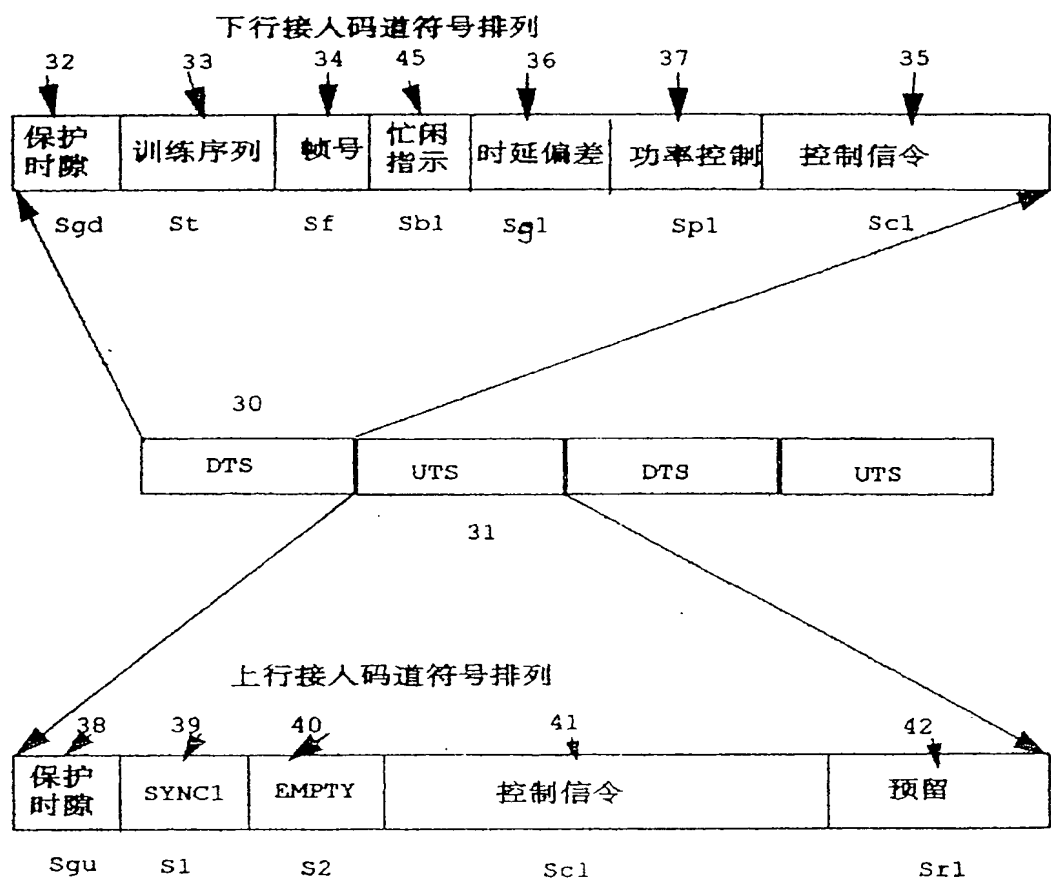 下行接人码道符号排列
32 33 34 45 36 37 35
保护时隙 训练序列 帧号 忙闲指示 时延偏差 功率控制 控制信令
Sgd St Sf Sb1 Sg1 Sp1 Sc1
30
DTS UTS DTS UTS
31
上行接人码道符号排列
38 39 40 41 42
保护时隙 SYNC1 EMPTY 控制信令 预留
Sgu S1 S2 Sc1 Sr1